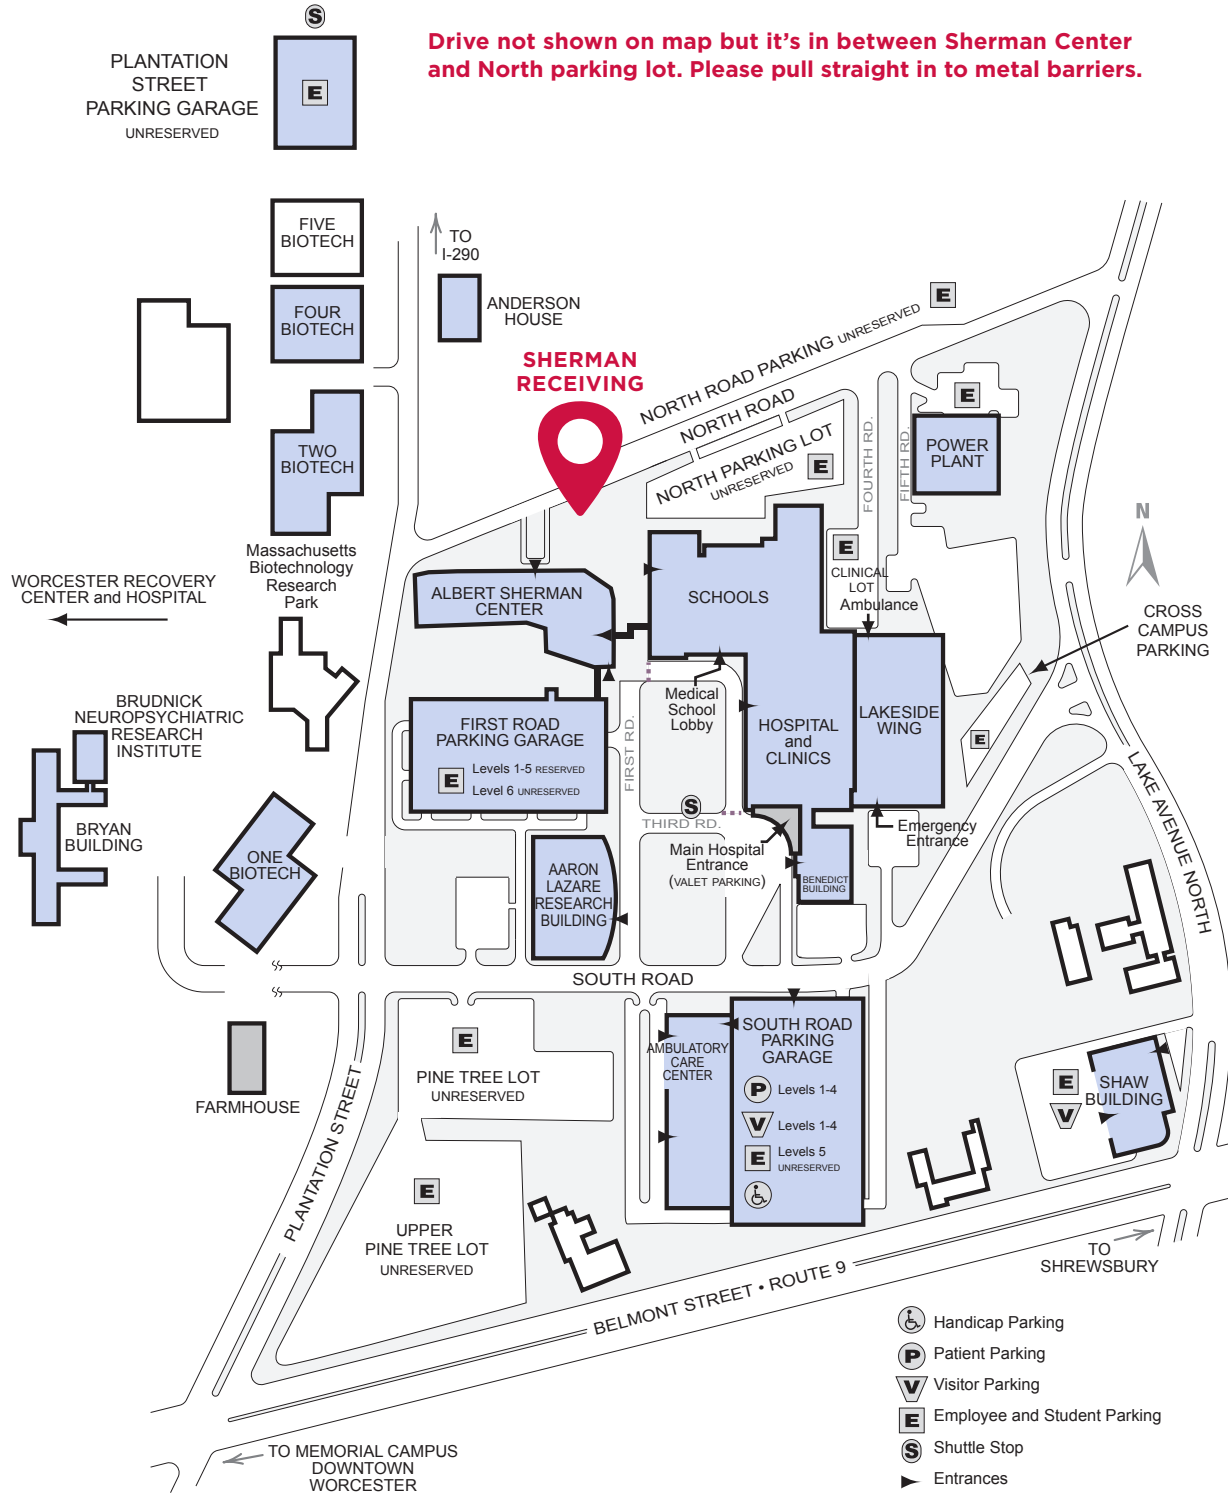 S
Drive not shown on map but it's in between Sherman Center
and North parking lot. Please pull straight in to metal barriers.
PLANTATION
STREET
PARKING GARAGE
UNRESERVED
E
FIVE
BIOTECH
TO
I-290
FOUR
BIOTECH
ANDERSON
HOUSE
E
NORTH ROAD PARKING UNRESERVED
SHERMAN
RECEIVING
NORTH ROAD
E
NORTH PARKING LOT
UNRESERVED
E
FOURTH RD.
FIFTH RD.
POWER
PLANT
TWO
BIOTECH
Massachusetts
Biotechnology
Research
Park
N
WORCESTER RECOVERY
CENTER and HOSPITAL
ALBERT SHERMAN
CENTER
SCHOOLS
E
CLINICAL
LOT
Ambulance
CROSS
CAMPUS
PARKING
BRUDNICK
NEUROPSYCHIATRIC
RESEARCH
INSTITUTE
Medical
School
Lobby
FIRST ROAD
PARKING GARAGE
E
Levels 1-5 RESERVED
Level 6 UNRESERVED
FIRST RD.
HOSPITAL
and
CLINICS
LAKESIDE
WING
E
LAKE AVENUE NORTH
S
THIRD RD.
BRYAN
BUILDING
ONE
BIOTECH
AARON
LAZARE
RESEARCH
BUILDING
Main Hospital
Entrance
(VALET PARKING)
BENEDICT
BUILDING
Emergency
Entrance
SOUTH ROAD
FARMHOUSE
PLANTATION STREET
E
PINE TREE LOT
UNRESERVED
AMBULATORY
CARE
CENTER
SOUTH ROAD
PARKING
GARAGE
P Levels 1-4
V Levels 1-4
E Levels 5
UNRESERVED
E
V
SHAW
BUILDING
E
UPPER
PINE TREE LOT
UNRESERVED
BELMONT STREET • ROUTE 9
TO
SHREWSBURY
TO MEMORIAL CAMPUS
DOWNTOWN
WORCESTER
Handicap Parking
P Patient Parking
V Visitor Parking
E Employee and Student Parking
S Shuttle Stop
Entrances